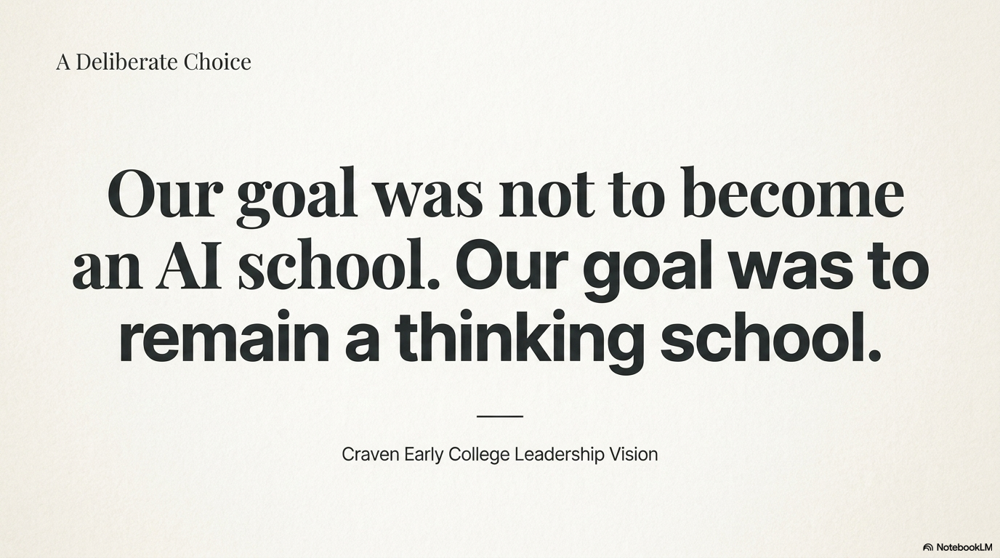 A Deliberate Choice
Our goal was not to become
an AI school. Our goal was to
remain a thinking school.
Craven Early College Leadership Vision
NotebookLM